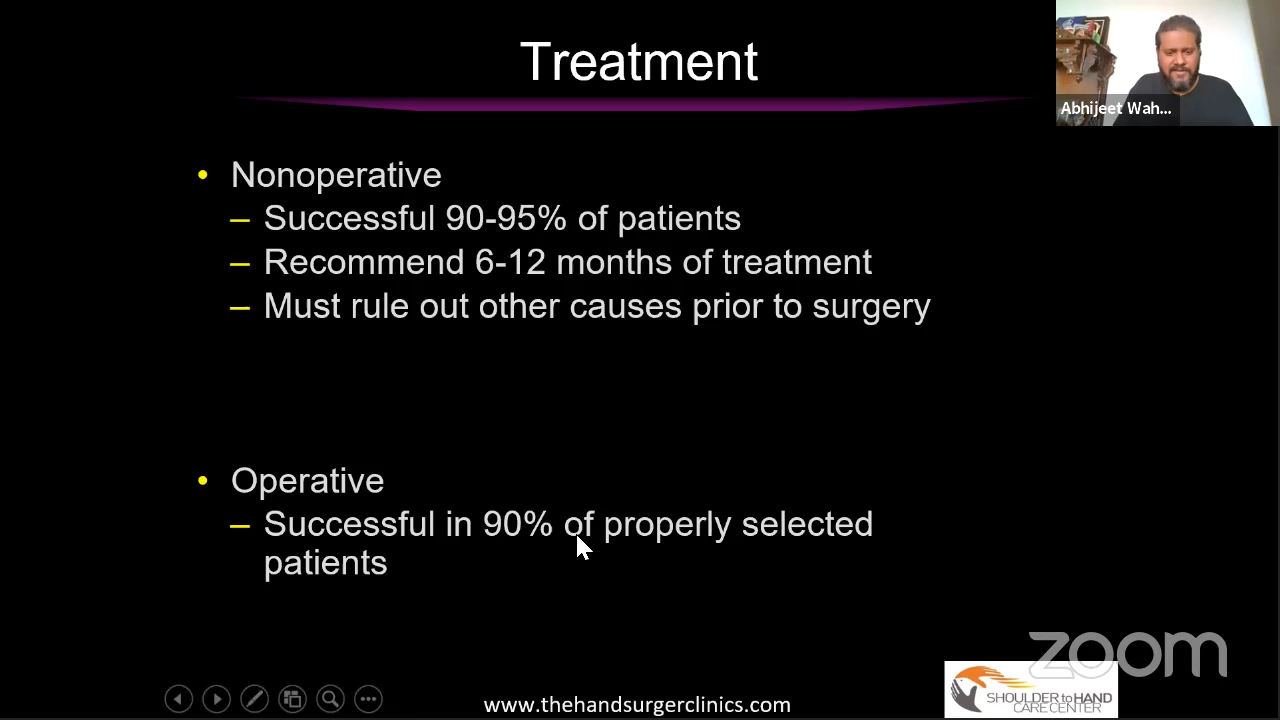 Treatment
Abhijeet Wah...
• Nonoperative
– Successful 90-95% of patients
– Recommend 6-12 months of treatment
– Must rule out other causes prior to surgery
• Operative
– Successful in 90% of properly selected
patients
zoom
SHOULDER to HAND
CARE CENTER
www.thehandsurgerclinics.com